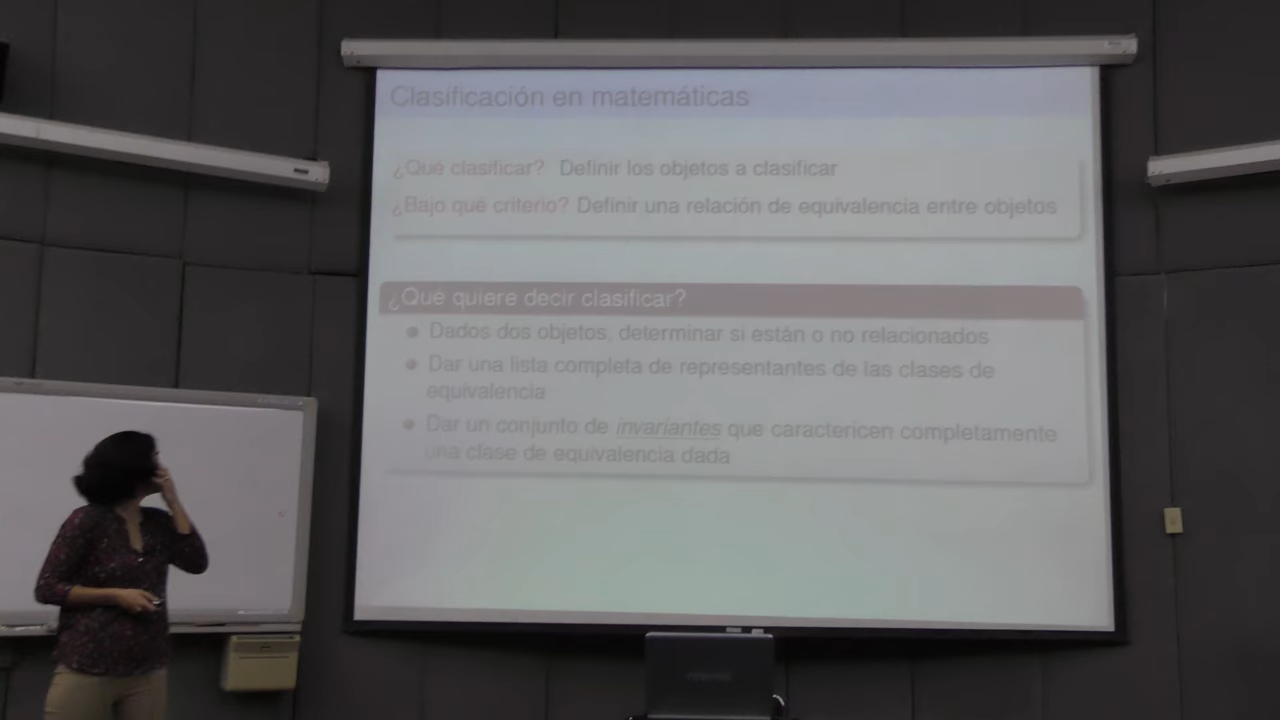 Clasificación en matemáticas
¿Qué clasificar? Definir los objetos a clasificar
¿Bajo qué criterio? Definir una relación de equivalencia entre objetos
¿Qué quiere decir clasificar?
Dados dos objetos, determinar si están o no relacionados
Dar una lista completa de representantes de las clases de
equivalencia
Dar un conjunto de invariantes que caractericen completamente
una clase de equivalencia dada